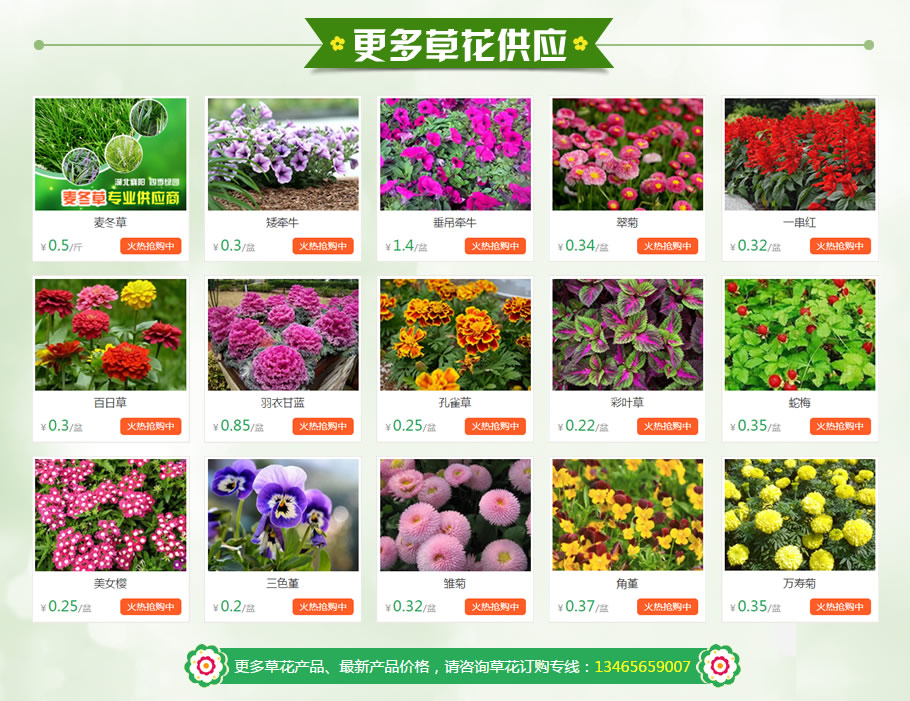 更多草花供应
湖北襄阳 四季绿园
麦冬草专业供应商
麦冬草
¥0.5/斤 火热抢购中
矮牵牛
¥0.3/盆 火热抢购中
垂吊牵牛
¥1.4/盆 火热抢购中
翠菊
¥0.34/盆 火热抢购中
一串红
¥0.32/盆 火热抢购中
百日草
¥0.3/盆 火热抢购中
羽衣甘蓝
¥0.85/盆 火热抢购中
孔雀草
¥0.25/盆 火热抢购中
彩叶草
¥0.22/盆 火热抢购中
蛇梅
¥0.35/盆 火热抢购中
美女樱
¥0.25/盆 火热抢购中
三色堇
¥0.2/盆 火热抢购中
雏菊
¥0.32/盆 火热抢购中
角堇
¥0.37/盆 火热抢购中
万寿菊
¥0.35/盆 火热抢购中
更多草花产品、最新产品价格，请咨询草花订购专线：13465659007